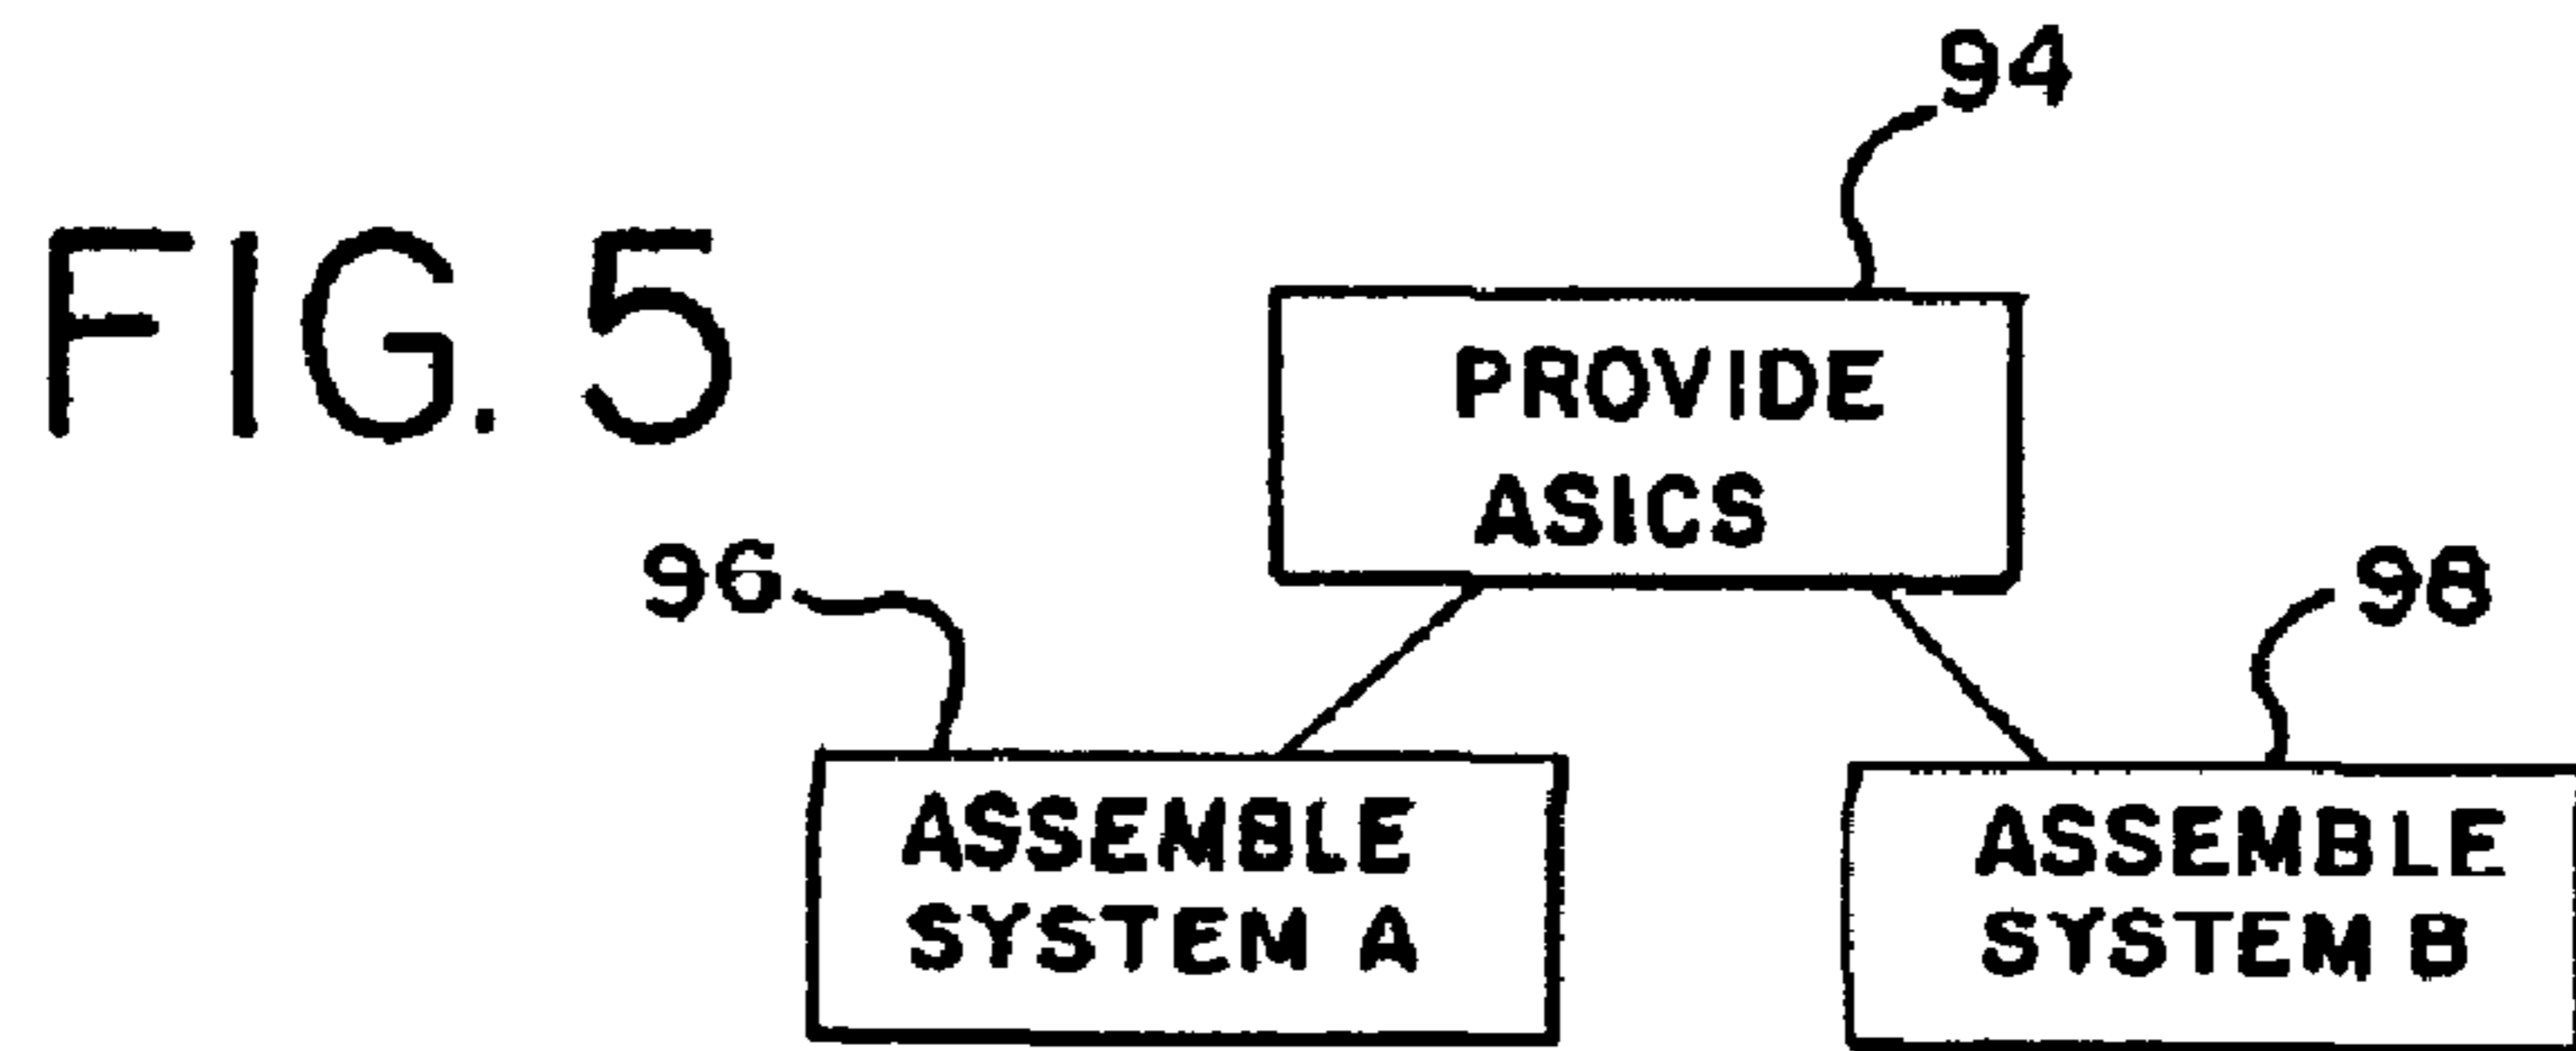 94
FIG. 5
PROVIDE
ASICS
96
98
ASSEMBLE
SYSTEM A
ASSEMBLE
SYSTEM B